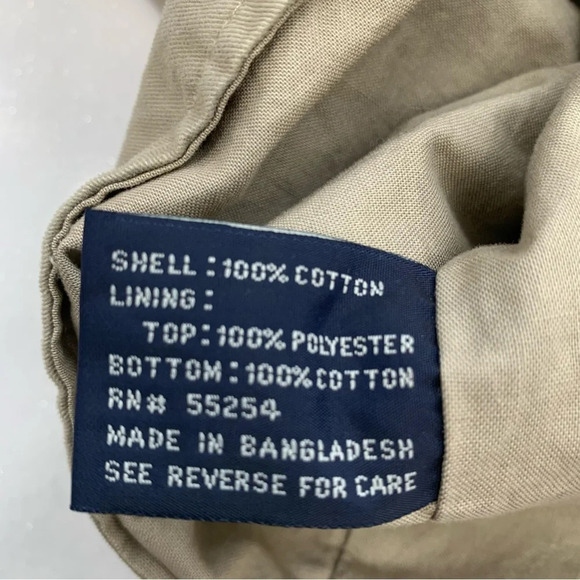 SHELL : 100% COTTON
LINING :
TOP : 100% POLYESTER
BOTTOM : 100% COTTON
RN# 55254
MADE IN BANGLADESH
SEE REVERSE FOR CARE